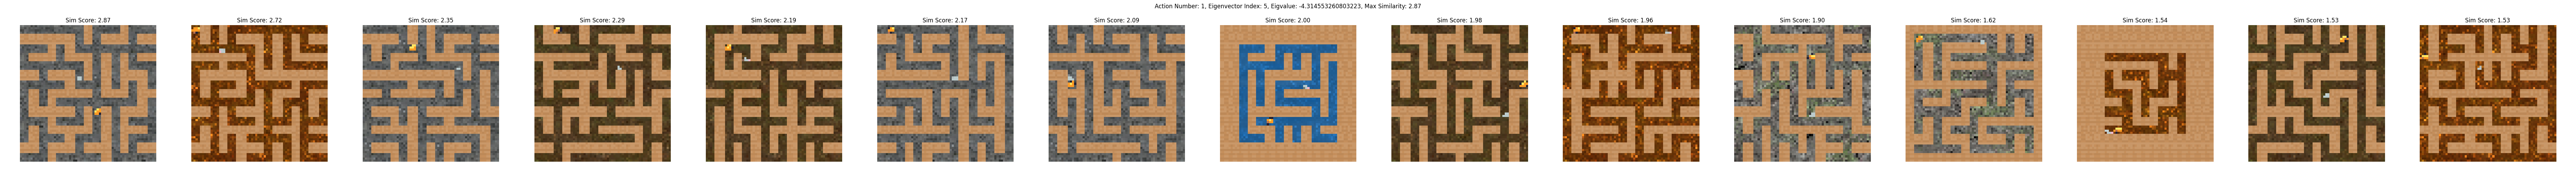 Action Number: 1, Eigenvector Index: 5, Eigvalue: -4.314553260803223, Max Similarity: 2.87
Sim Score: 2.87
Sim Score: 2.72
Sim Score: 2.35
Sim Score: 2.29
Sim Score: 2.19
Sim Score: 2.17
Sim Score: 2.09
Sim Score: 2.00
Sim Score: 1.98
Sim Score: 1.96
Sim Score: 1.90
Sim Score: 1.62
Sim Score: 1.54
Sim Score: 1.53
Sim Score: 1.53